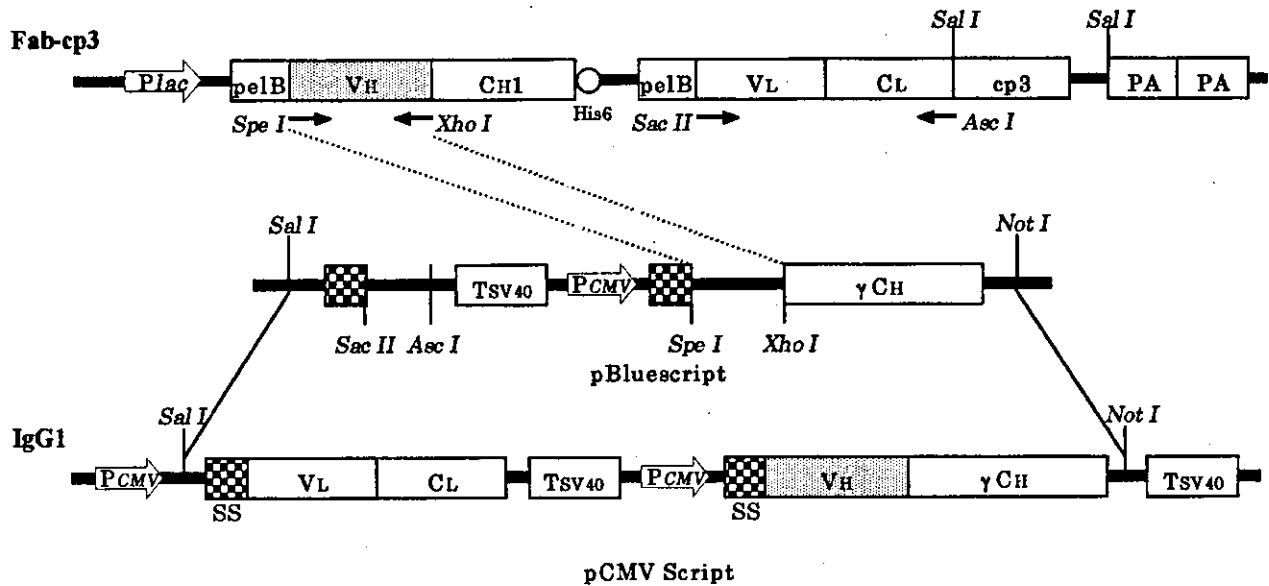 Sal I Sal I
Fab-cp3
Plac pelB VH CH1 pelB VL CL cp3 PA PA
Spe I Xho I His6 Sac II Asc I
Sal I Not I
TSV40 PCMV γ CH
Sac II Asc I Spe I Xho I
pBluescript
Sal I Not I
IgG1
PCMV VL CL TSV40 PCMV VH γ CH TSV40
SS SS
pCMV Script